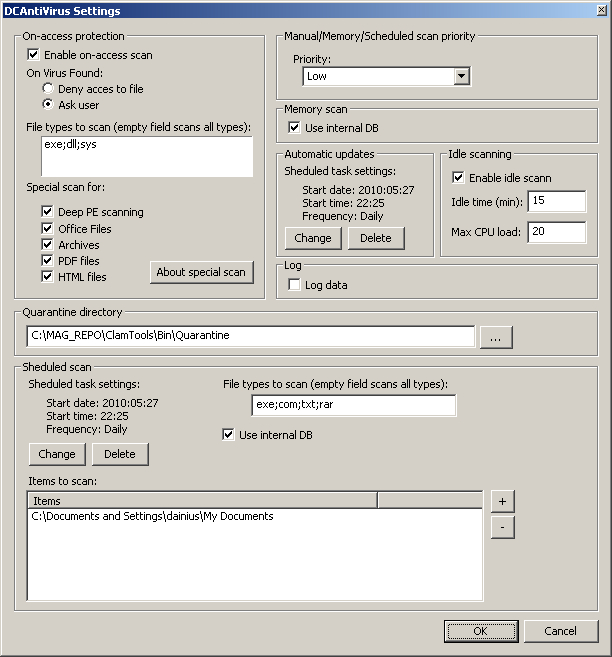 DCAntiVirus Settings
On-access protection
Enable on-access scan
On Virus Found:
Deny acces to file
Ask user
File types to scan (empty field scans all types):
exe;dll;sys
Special scan for:
Deep PE scanning
Office Files
Archives
PDF files
HTML files
About special scan
Manual/Memory/Scheduled scan priority
Priority:
Low
Memory scan
Use internal DB
Automatic updates
Sheduled task settings:
Start date: 2010:05:27
Start time: 22:25
Frequency: Daily
Change
Delete
Idle scanning
Enable idle scann
Idle time (min):
15
Max CPU load:
20
Log
Log data
Quarantine directory
C:\MAG_REPO\ClamTools\Bin\Quarantine
...
Sheduled scan
Sheduled task settings:
Start date: 2010:05:27
Start time: 22:25
Frequency: Daily
Change
Delete
File types to scan (empty field scans all types):
exe;com;txt;rar
Use internal DB
Items to scan:
Items
C:\Documents and Settings\dainius\My Documents
+
-
OK
Cancel